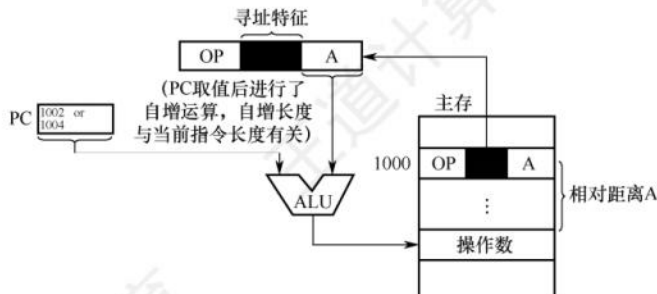 寻址特征
OP A
(PC取值后进行了
自增运算，自增长度
与当前指令长度有关)
PC 1002 or
1004
ALU
主存
1000 OP A
⋮
相对距离A
操作数